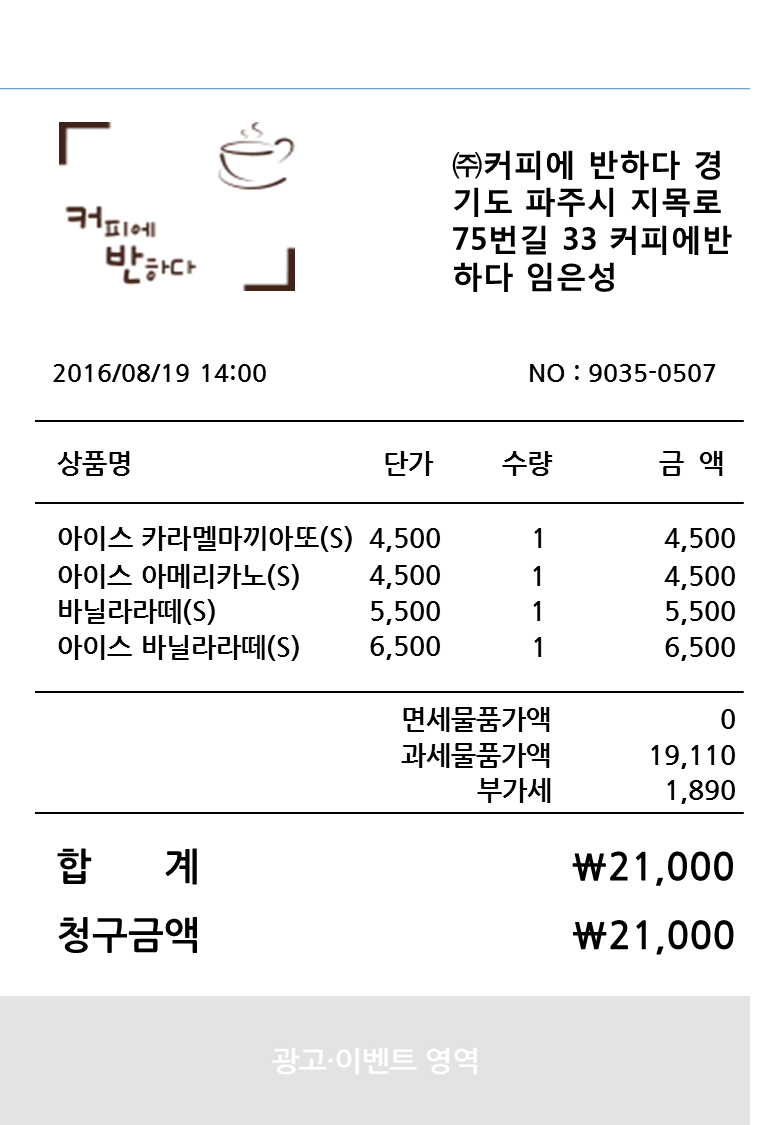 커피에
반하다
㈜커피에 반하다 경
기도 파주시 지목로
75번길 33 커피에반
하다 임은성
2016/08/19 14:00 NO : 9035-0507
상품명 단가 수량 금 액
아이스 카라멜마끼아또(S) 4,500 1 4,500
아이스 아메리카노(S) 4,500 1 4,500
바닐라라떼(S) 5,500 1 5,500
아이스 바닐라라떼(S) 6,500 1 6,500
면세물품가액 0
과세물품가액 19,110
부가세 1,890
합 계 ₩21,000
청구금액 ₩21,000
광고·이벤트 영역